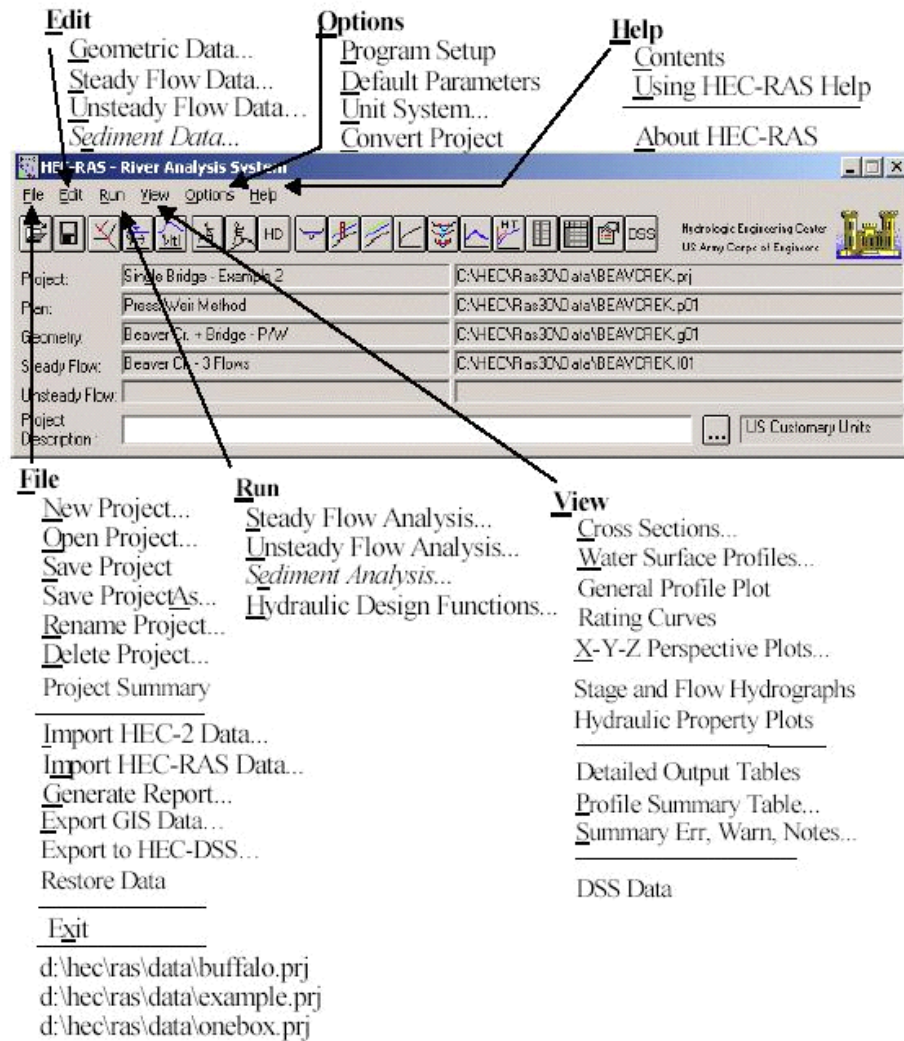 Edit
Geometric Data...
Steady Flow Data...
Unsteady Flow Data...
Sediment Data...
Options
Program Setup
Default Parameters
Unit System...
Convert Project
Help
Contents
Using HEC-RAS Help
About HEC-RAS
HEC-RAS - River Analysis System
File Edit Run View Options Help
HD DSS Hydrologic Engineering Center
US Army Corps of Engineers
Project: Single Bridge - Example 2 C:\HEC\Ras30\Data\BEAVCREK.prj
Plan: Press/Weir Method C:\HEC\Ras30\Data\BEAVCREK.p01
Geometry: Beaver Cr. + Bridge - P/W C:\HEC\Ras30\Data\BEAVCREK.g01
Steady Flow: Beaver Cr. - 3 Flows C:\HEC\Ras30\Data\BEAVCREK.f01
Unsteady Flow:
Project
Description : ... US Customary Units
File
New Project...
Open Project...
Save Project
Save ProjectAs...
Rename Project...
Delete Project...
Project Summary
Import HEC-2 Data...
Import HEC-RAS Data...
Generate Report...
Export GIS Data...
Export to HEC-DSS...
Restore Data
Exit
d:\hec\ras\data\buffalo.prj
d:\hec\ras\data\example.prj
d:\hec\ras\data\onebox.prj
Run
Steady Flow Analysis...
Unsteady Flow Analysis...
Sediment Analysis...
Hydraulic Design Functions...
View
Cross Sections...
Water Surface Profiles...
General Profile Plot
Rating Curves
X-Y-Z Perspective Plots...
Stage and Flow Hydrographs
Hydraulic Property Plots
Detailed Output Tables
Profile Summary Table...
Summary Err, Warn, Notes...
DSS Data